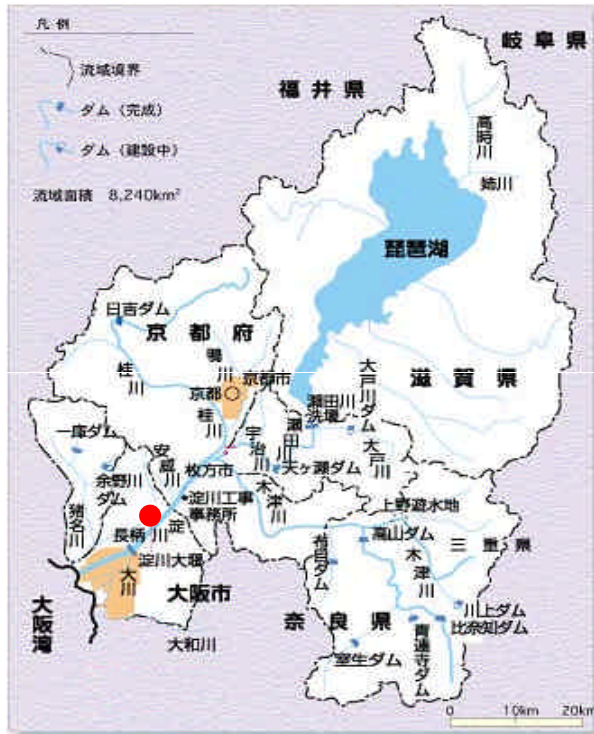 凡例
流域境界
ダム（完成）
ダム（建設中）
流域面積 8,240km²
岐阜県
福井県
高時川
姉川
琵琶湖
日吉ダム
京都府
鴨川
桂川
京都
京都市
桂川
滋賀県
大戸川ダム
瀬田川洗堰
瀬田川
大戸川
宇治川
天ヶ瀬ダム
一庫ダム
安威川
枚方市
余野川ダム
猪名川
淀川工事事務所
木津川
上野遊水地
長柄
淀川
淀川大堰
高山ダム
三重県
布目ダム
木津川
大川
大阪市
大阪湾
奈良県
川上ダム
比奈知ダム
大和川
室生ダム
青蓮寺ダム
0 10km 20km